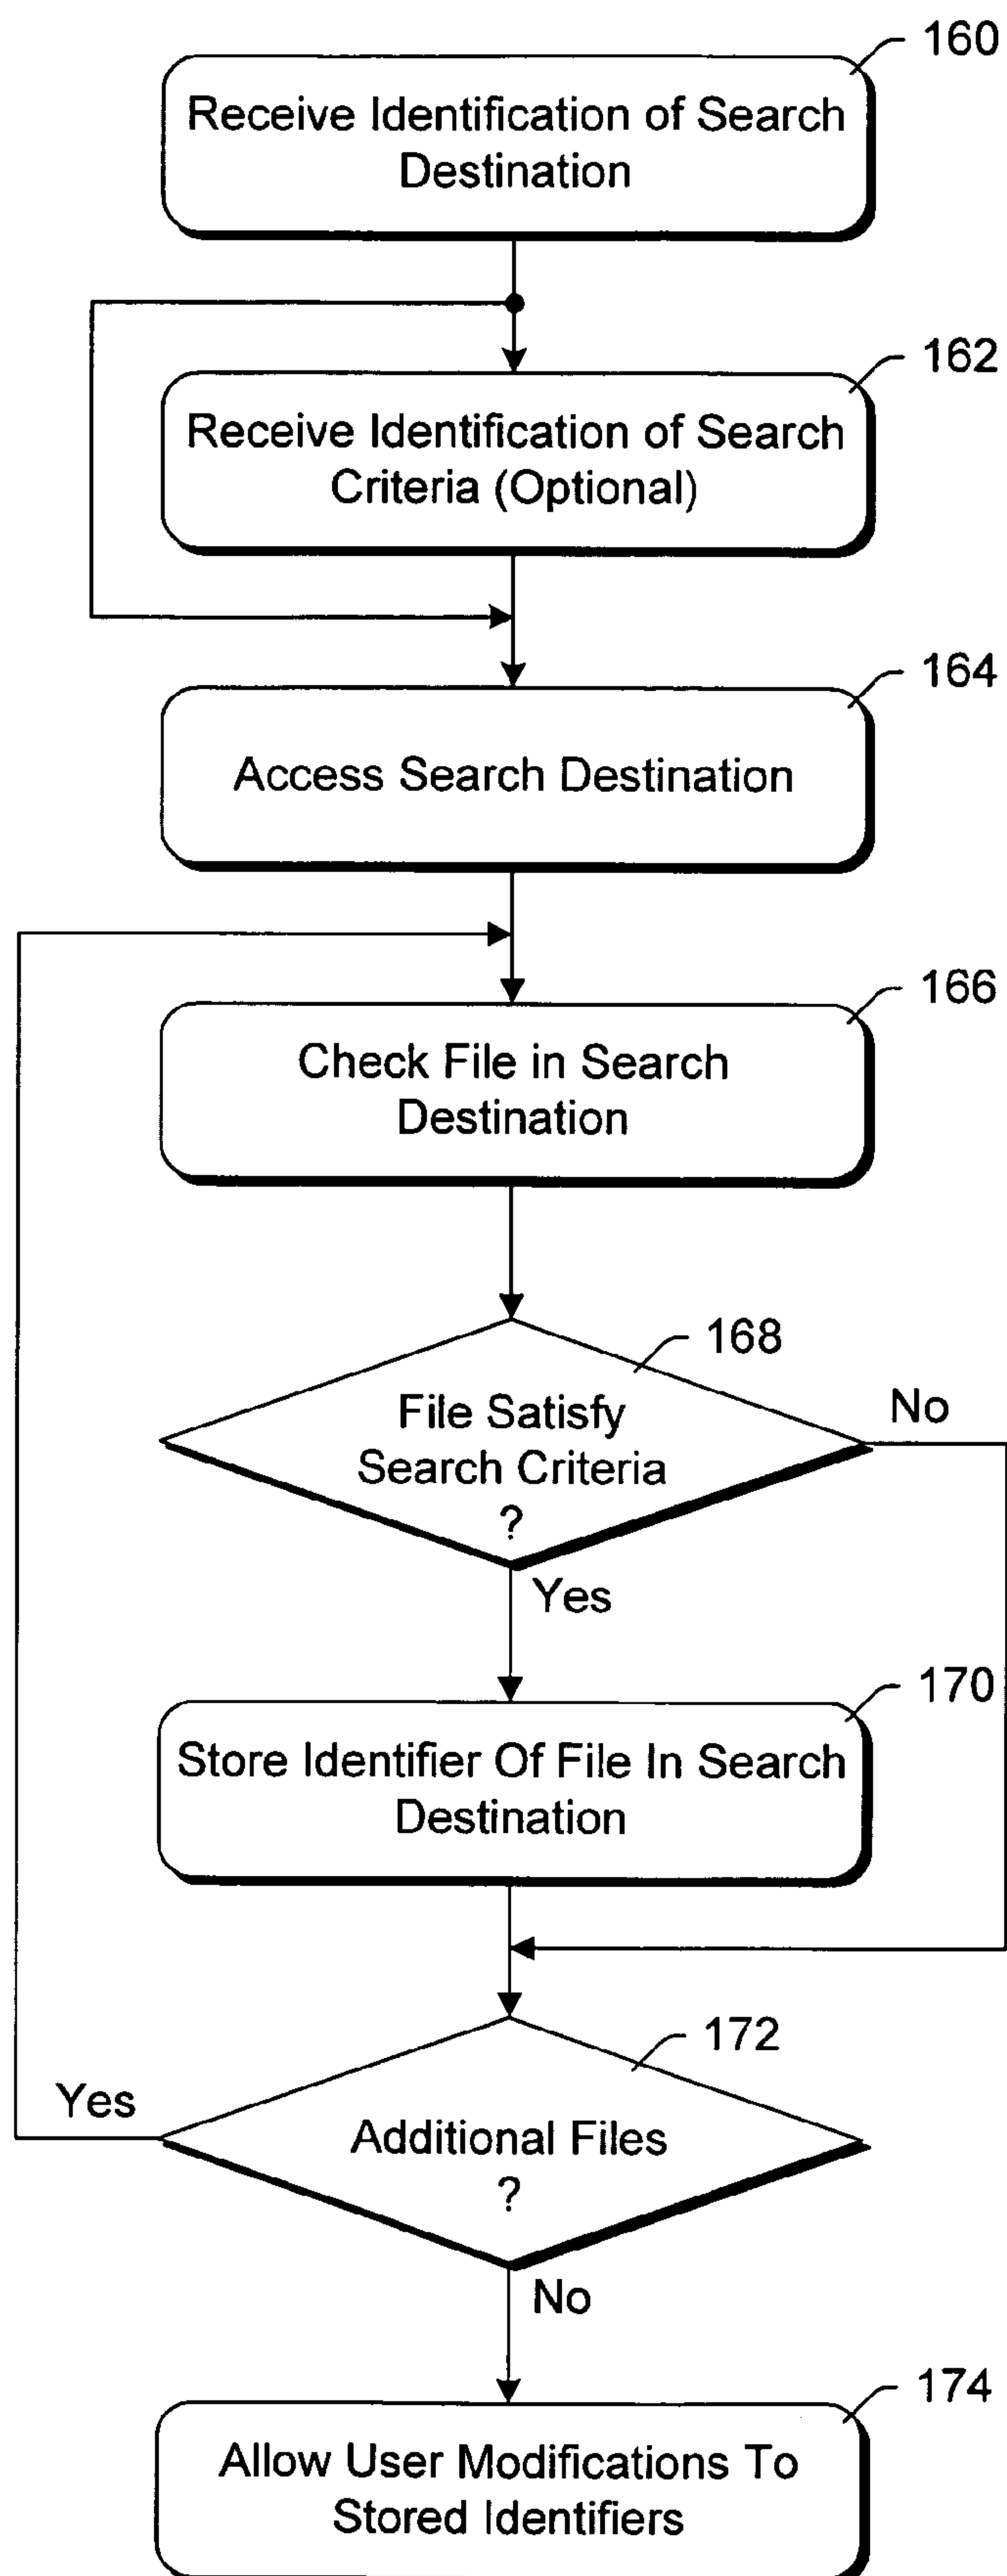 160
Receive Identification of Search
Destination
162
Receive Identification of Search
Criteria (Optional)
164
Access Search Destination
166
Check File in Search
Destination
168
File Satisfy
Search Criteria
?
No
Yes
170
Store Identifier Of File In Search
Destination
172
Yes
Additional Files
?
No
174
Allow User Modifications To
Stored Identifiers